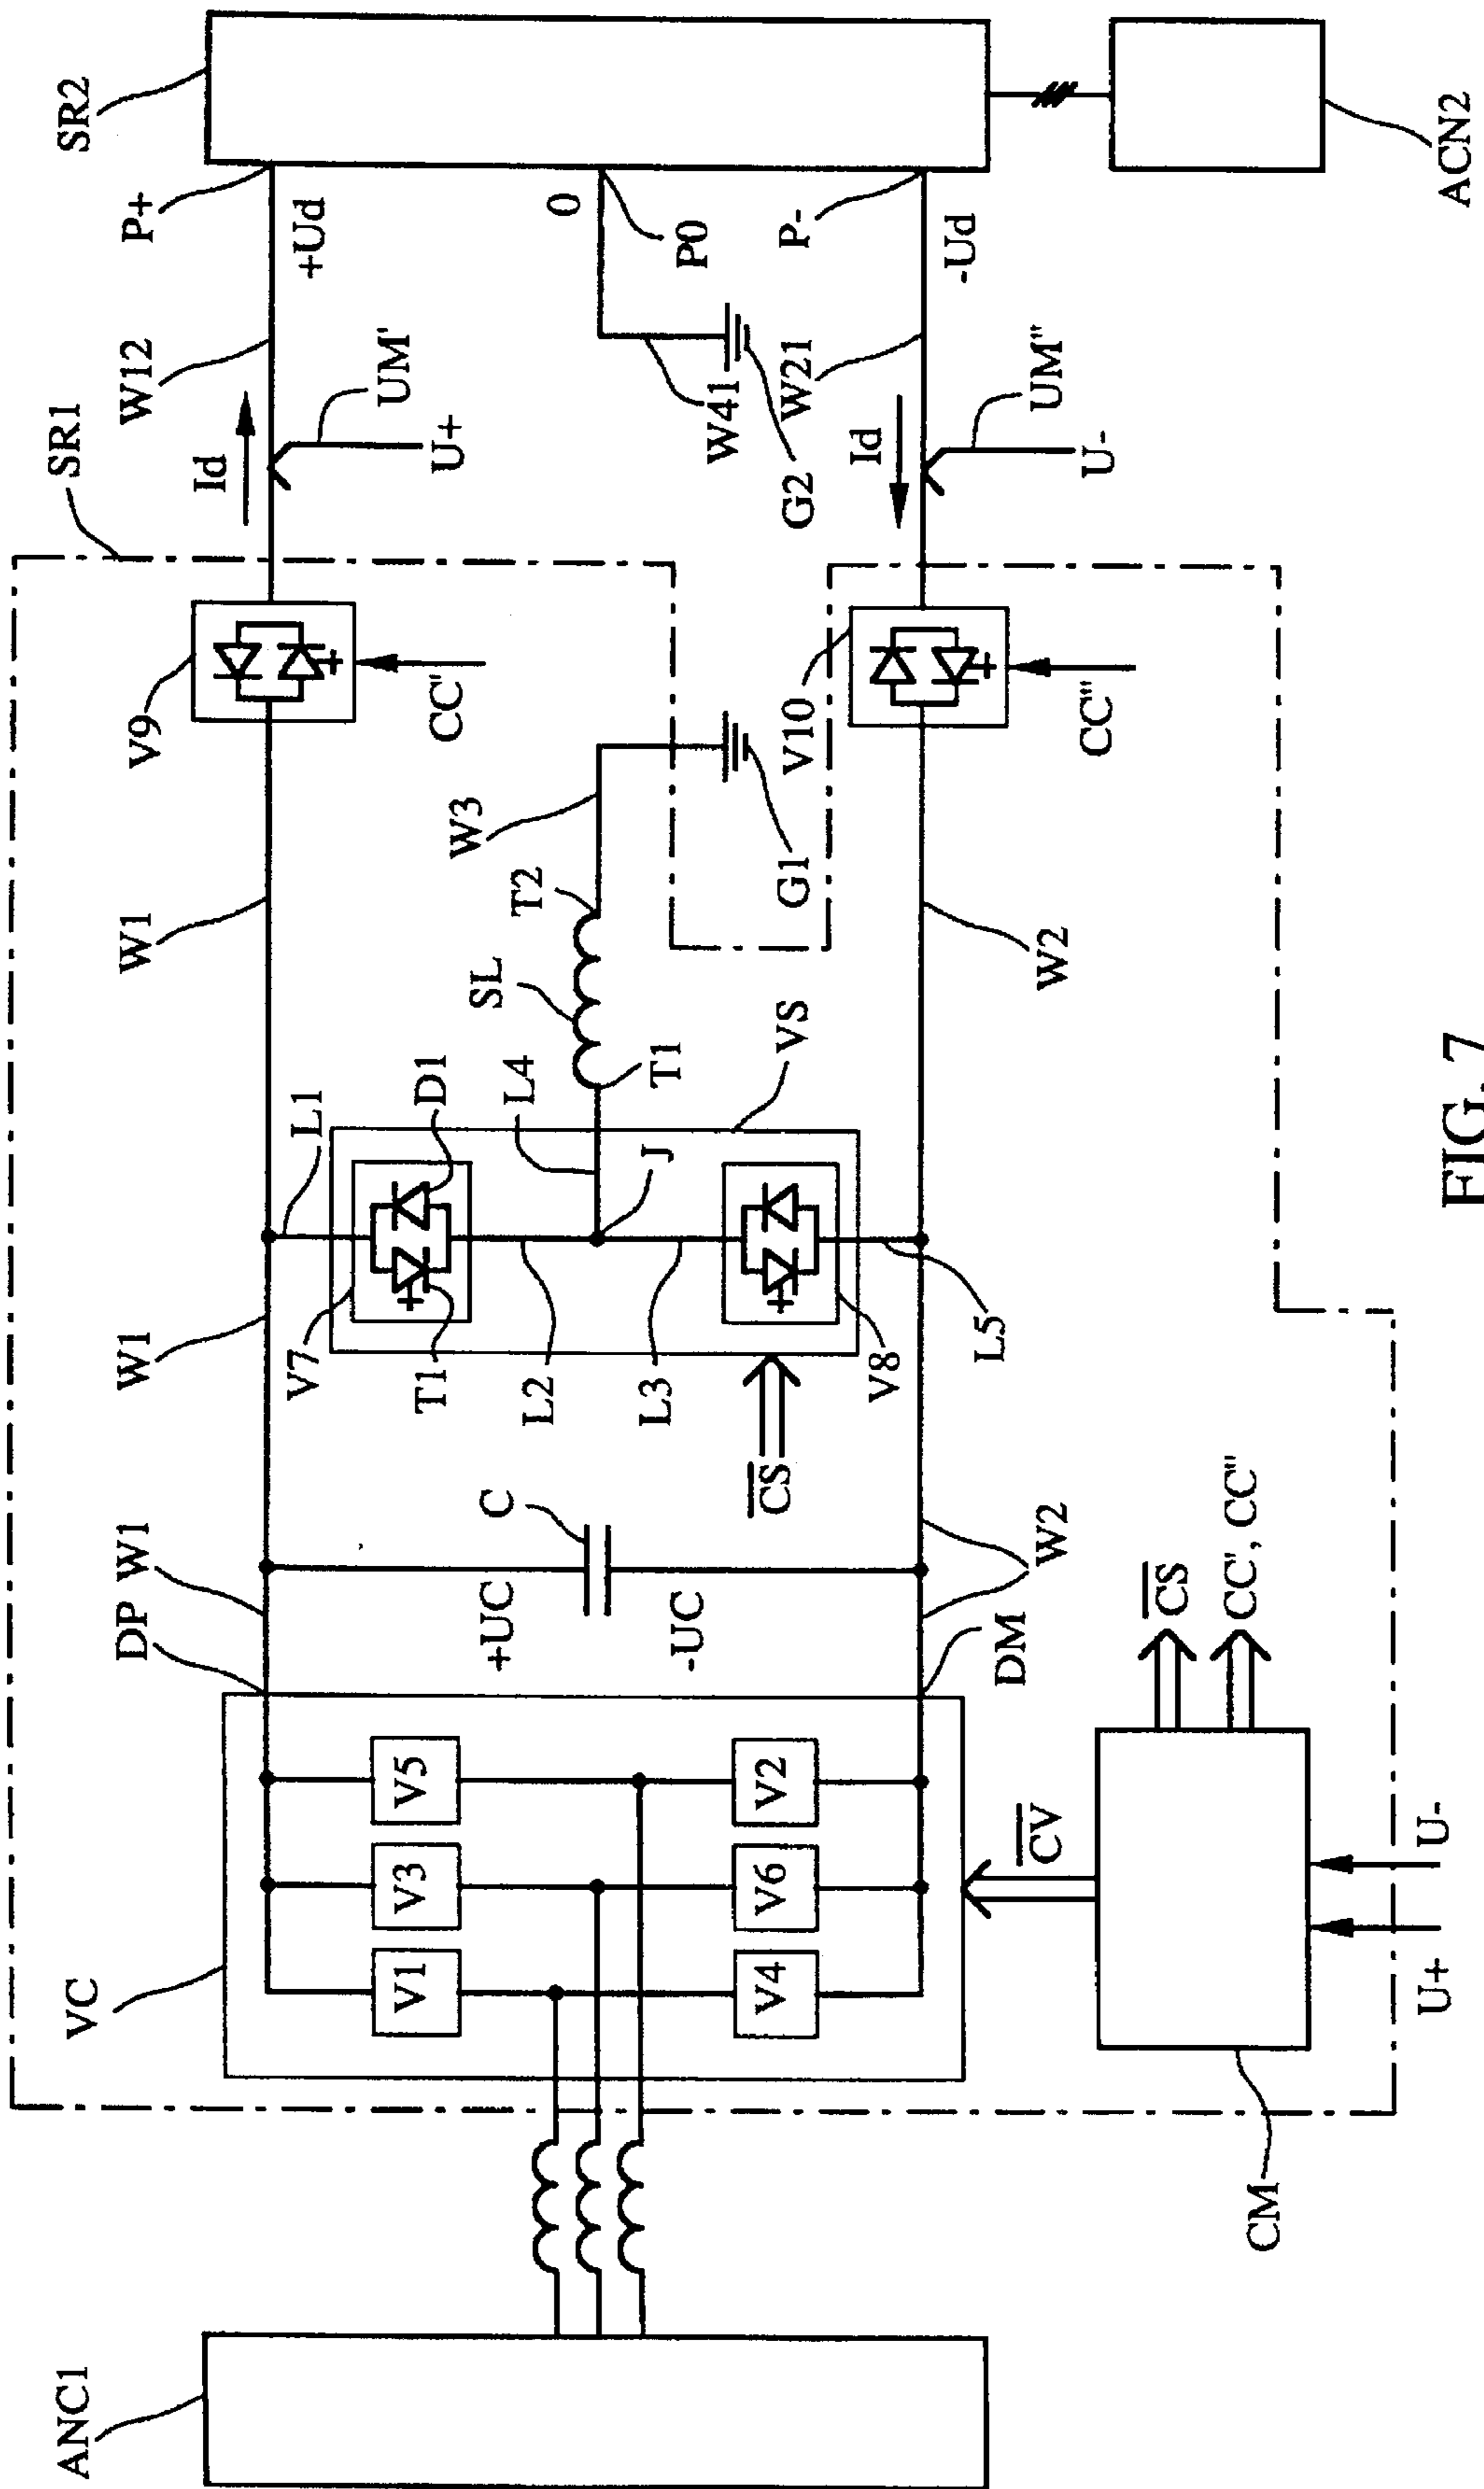 ANC1
VC
DP
W1
W1
W1
SR1
W12
P+
SR2
V9
Id
+Ud
UM'
U+
V1
V3
V5
V4
V6
V2
+UC
C
-UC
V7
L1
T1
D1
L2
L3
L4
J
T1
SL
T2
W3
VS
G1
CC'
0
P0
W41
G2
P-
V8
CS
L5
V10
Id
W21
-Ud
CC"
UM"
U-
DM
W2
W2
CV
CM
CS
CC', CC"
U+
U-
ACN2
FIG. 7